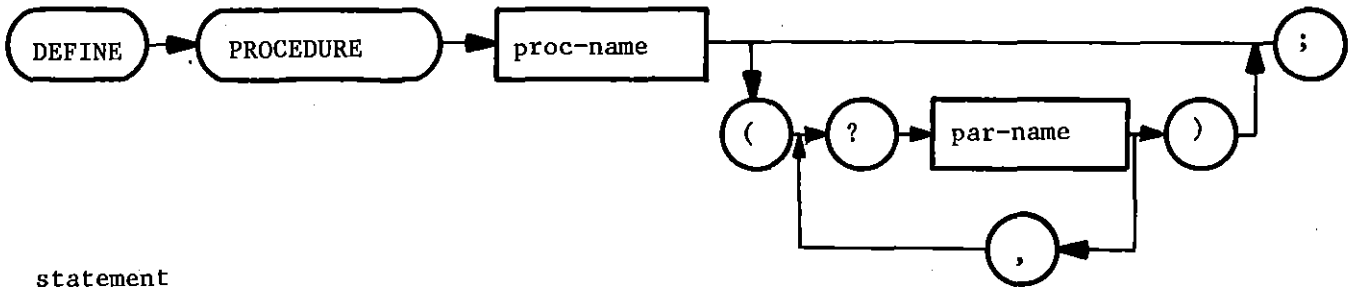 DEFINE PROCEDURE proc-name ;
( ? par-name )
,
statement